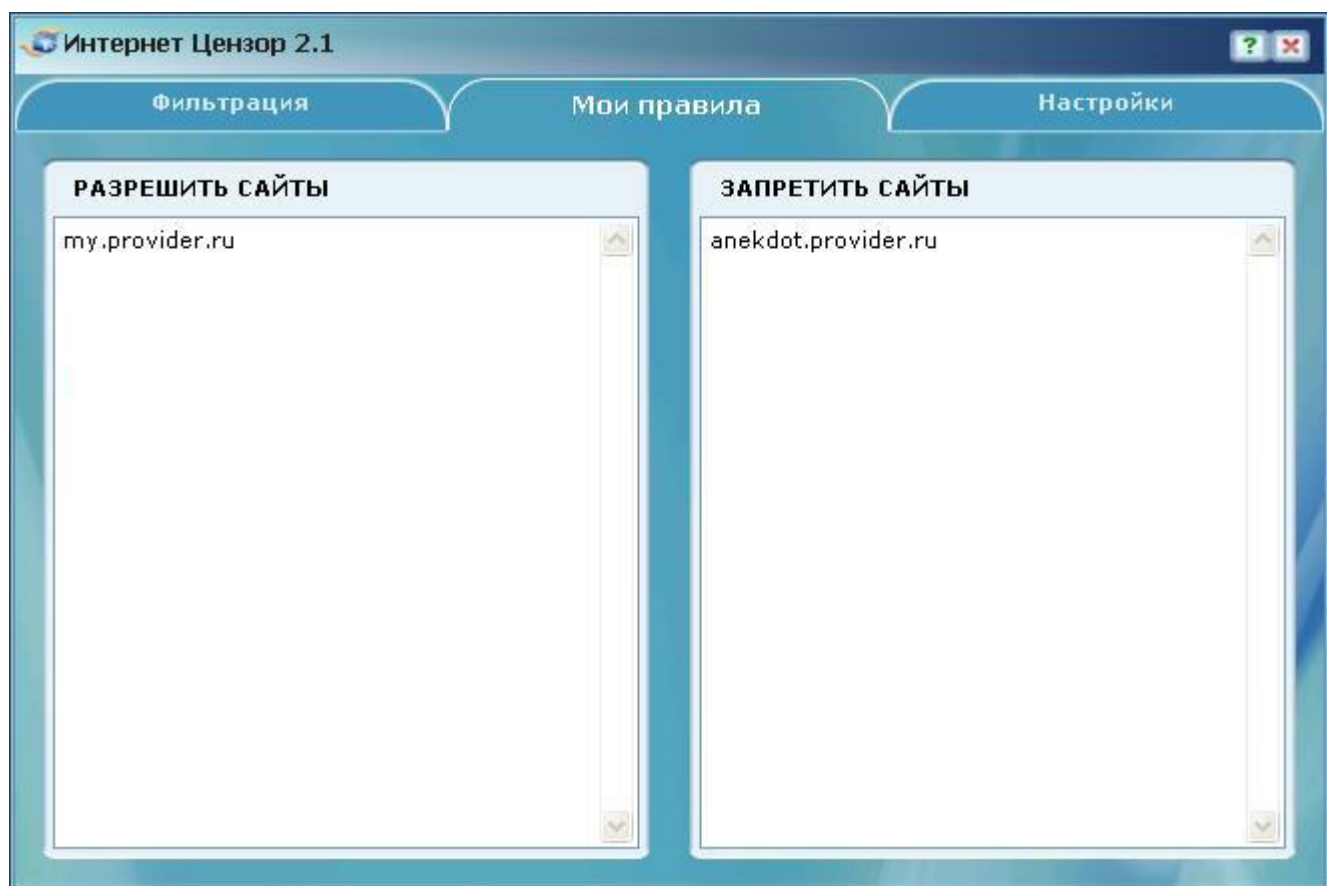 Интернет Цензор 2.1
Фильтрация
Мои правила
Настройки
РАЗРЕШИТЬ САЙТЫ
my.provider.ru
ЗАПРЕТИТЬ САЙТЫ
anekdot.provider.ru